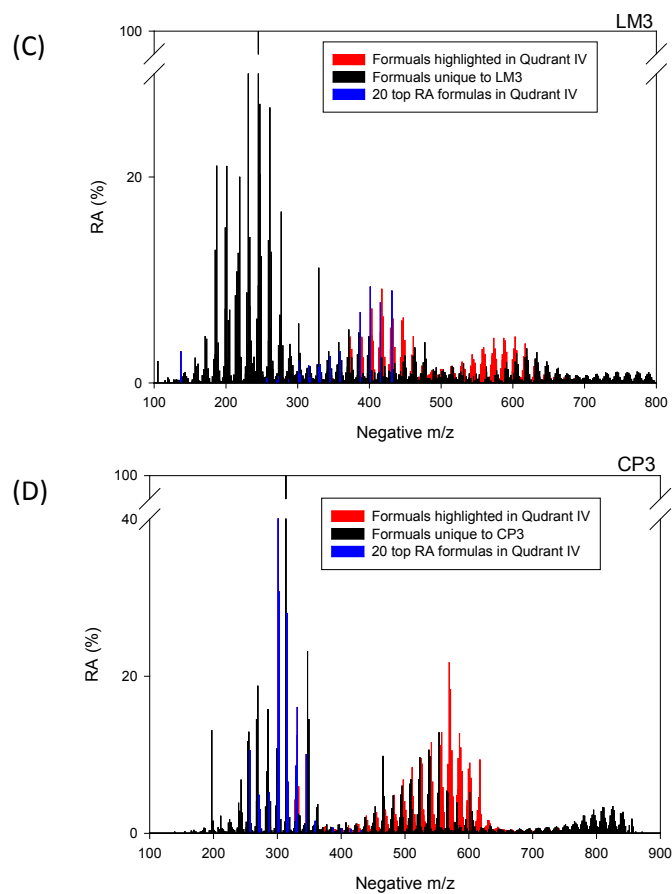 (C)
LM3
100
Formuals highlighted in Qudrant IV
Formuals unique to LM3
20 top RA formulas in Qudrant IV
20
RA (%)
0
100 200 300 400 500 600 700 800
Negative m/z
(D)
CP3
100
Formuals highlighted in Qudrant IV
Formuals unique to CP3
20 top RA formulas in Qudrant IV
40
RA (%)
20
0
100 200 300 400 500 600 700 800 900
Negative m/z